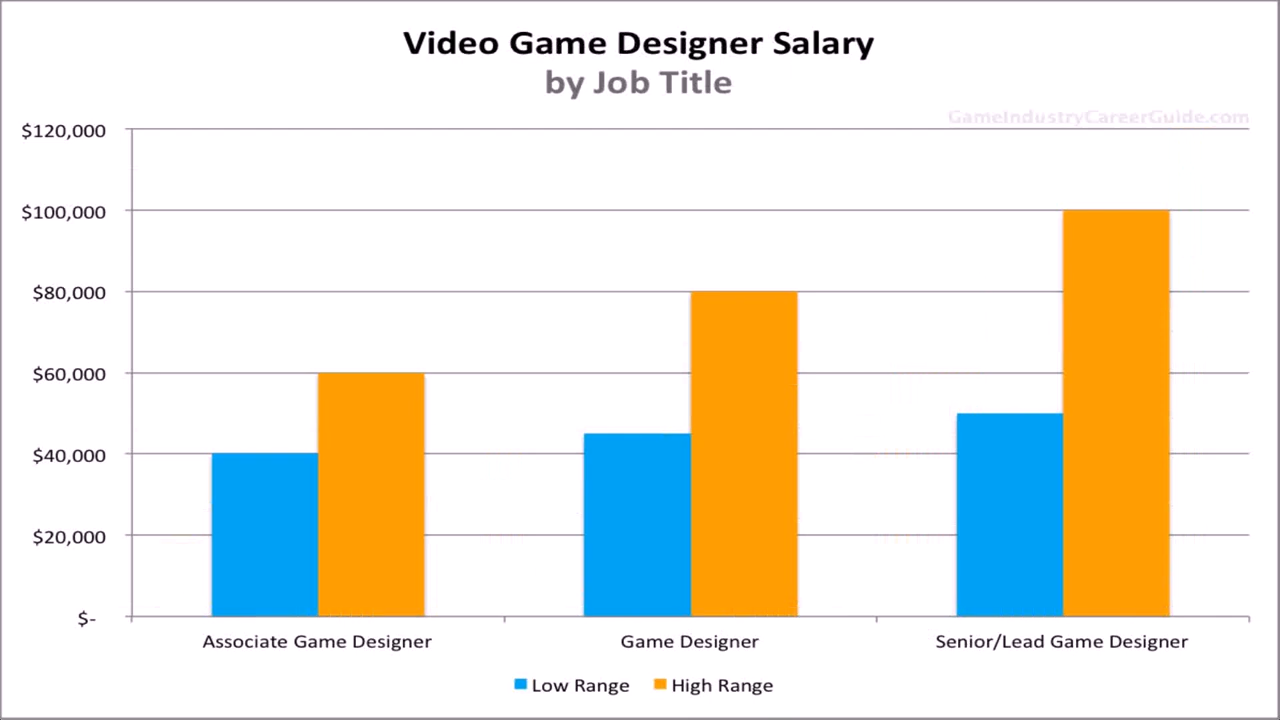 Video Game Designer Salary
by Job Title
GameIndustryCareerGuide.com
$120,000
$100,000
$80,000
$60,000
$40,000
$20,000
$-
Associate Game Designer
Game Designer
Senior/Lead Game Designer
Low Range
High Range